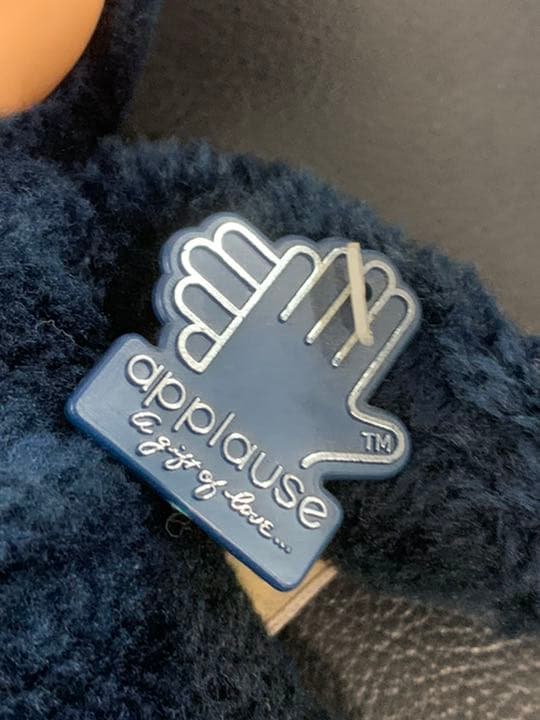 TM
applause
a gift of love...